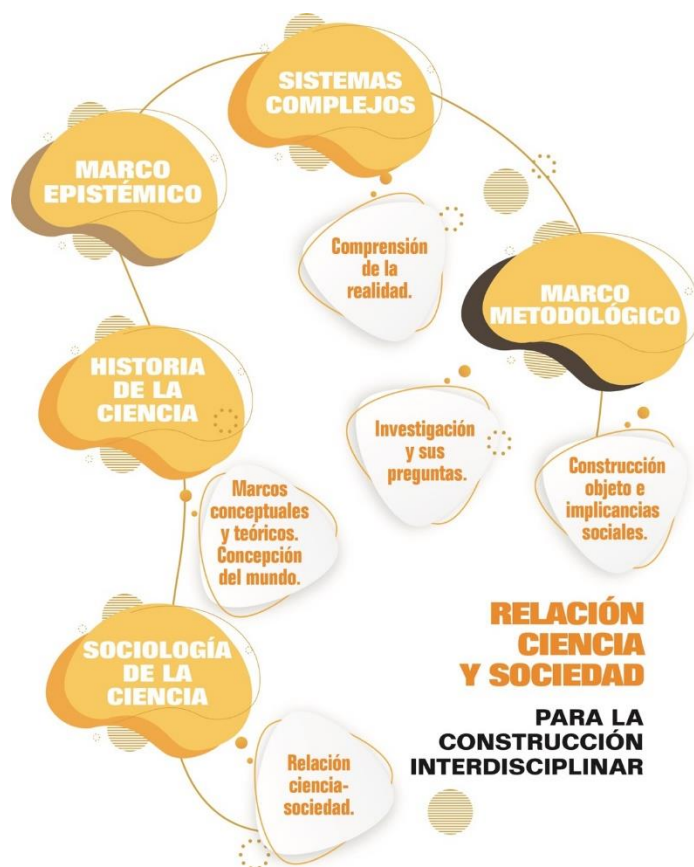 SISTEMAS
COMPLEJOS
MARCO
EPISTÉMICO
Comprensión
de la
realidad.
MARCO
METODOLÓGICO
HISTORIA
DE LA
CIENCIA
Investigación
y sus
preguntas.
Construcción
objeto e
implicancias
sociales.
Marcos
conceptuales
y teóricos.
Concepción
del mundo.
SOCIOLOGÍA
DE LA
CIENCIA
Relación
ciencia-
sociedad.
RELACIÓN
CIENCIA
Y SOCIEDAD
PARA LA
CONSTRUCCIÓN
INTERDISCIPLINAR